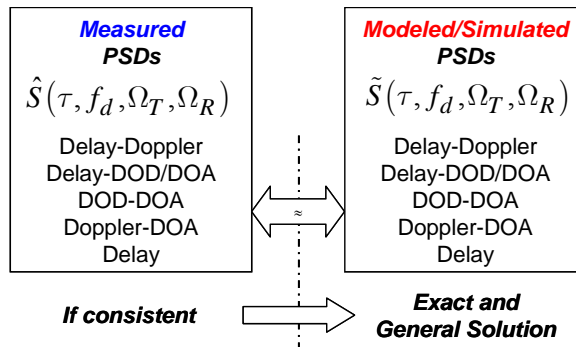 Measured
PSDs
Ŝ(τ, f_d, Ω_T, Ω_R)
Delay-Doppler
Delay-DOD/DOA
DOD-DOA
Doppler-DOA
Delay
≈
Modeled/Simulated
PSDs
S̃(τ, f_d, Ω_T, Ω_R)
Delay-Doppler
Delay-DOD/DOA
DOD-DOA
Doppler-DOA
Delay
If consistent
Exact and
General Solution